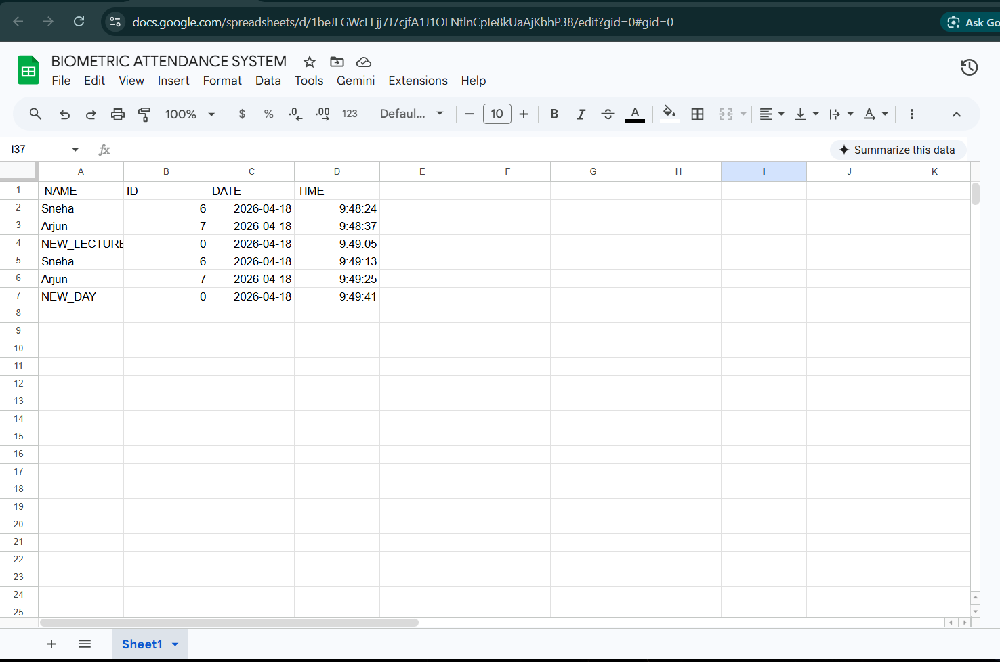 docs.google.com/spreadsheets/d/1beJFGWcFEjj7J7cjfA1J1OFNtlnCpIe8kUaAjKbhP38/edit?gid=0#gid=0
Ask Go
BIOMETRIC ATTENDANCE SYSTEM
File Edit View Insert Format Data Tools Gemini Extensions Help
100% $ % .0 .00 123 Defaul... − 10 + B I A
I37 fx Summarize this data
A B C D E F G H I J K
1 NAME ID DATE TIME
2 Sneha 6 2026-04-18 9:48:24
3 Arjun 7 2026-04-18 9:48:37
4 NEW_LECTURE 0 2026-04-18 9:49:05
5 Sneha 6 2026-04-18 9:49:13
6 Arjun 7 2026-04-18 9:49:25
7 NEW_DAY 0 2026-04-18 9:49:41
8
9
10
11
12
13
14
15
16
17
18
19
20
21
22
23
24
25
Sheet1